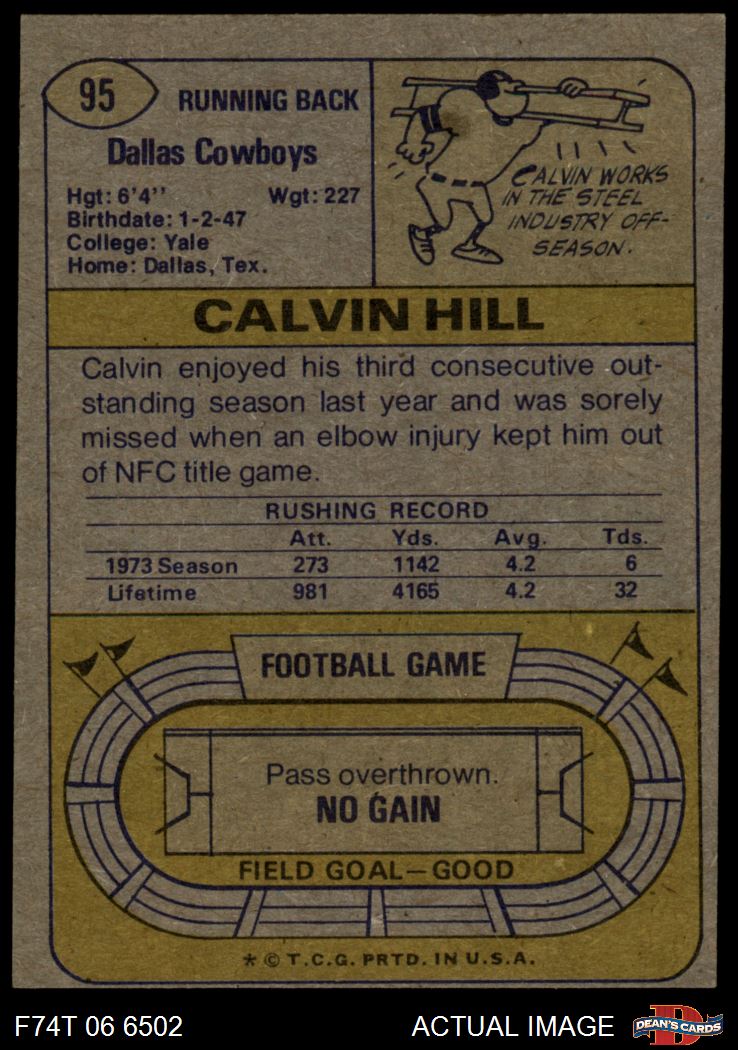 95
RUNNING BACK
Dallas Cowboys
Hgt: 6'4'' Wgt: 227
Birthdate: 1-2-47
College: Yale
Home: Dallas, Tex.
CALVIN WORKS
IN THE STEEL
INDUSTRY OFF-
SEASON.
CALVIN HILL
Calvin enjoyed his third consecutive out-
standing season last year and was sorely
missed when an elbow injury kept him out
of NFC title game.
RUSHING RECORD
Att. Yds. Avg. Tds.
1973 Season 273 1142 4.2 6
Lifetime 981 4165 4.2 32
FOOTBALL GAME
Pass overthrown.
NO GAIN
FIELD GOAL—GOOD
* © T.C.G. PRTD. IN U.S.A.
F74T 06 6502 ACTUAL IMAGE
D
DEAN'S CARDS